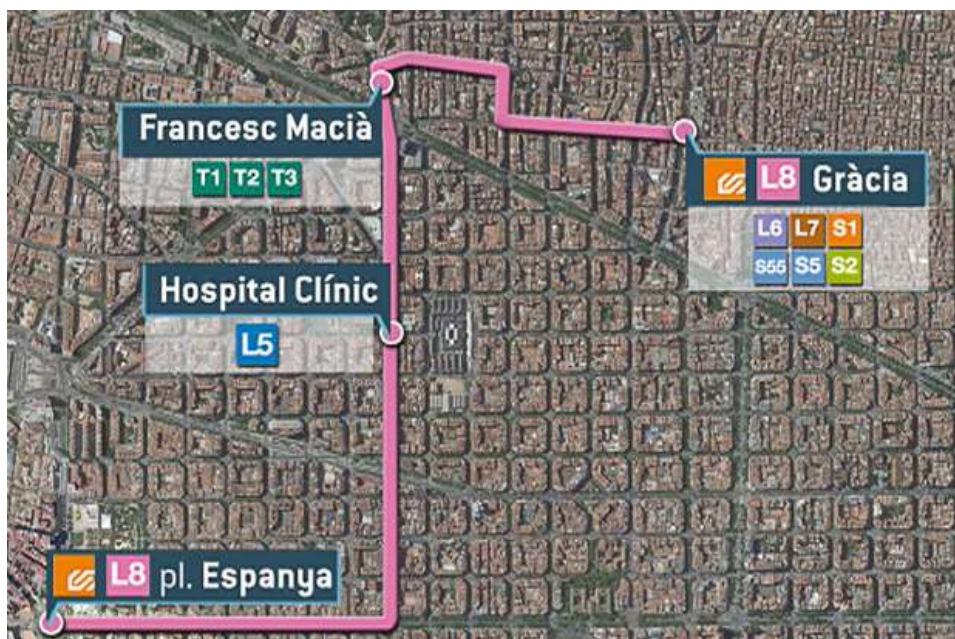 Francesc Macià
T1 T2 T3
L8 Gràcia
L6 L7 S1
S55 S5 S2
Hospital Clínic
L5
L8 pl. Espanya